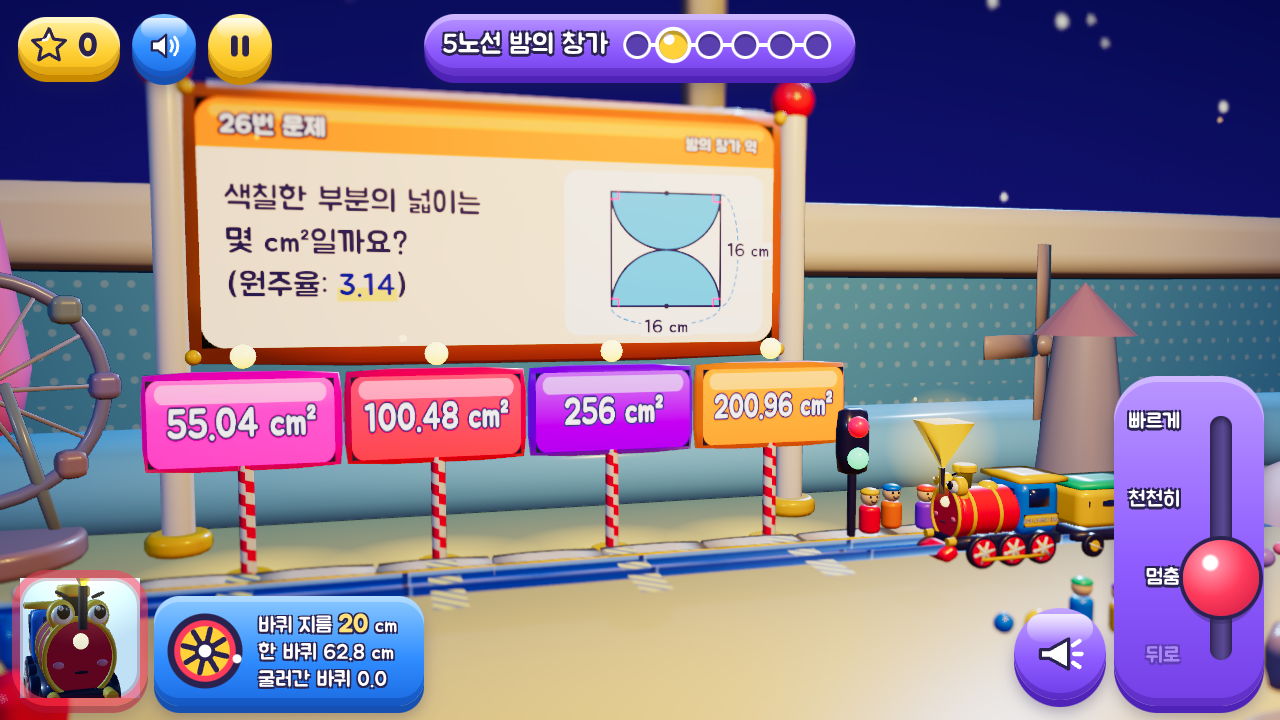 0
5노선 밤의 창가
26번 문제
밤의 창가 역
색칠한 부분의 넓이는
몇 cm²일까요?
(원주율: 3.14)
16 cm
16 cm
55.04 cm²
100.48 cm²
256 cm²
200.96 cm²
빠르게
천천히
멈춤
뒤로
바퀴 지름 20 cm
한 바퀴 62.8 cm
굴러간 바퀴 0.0